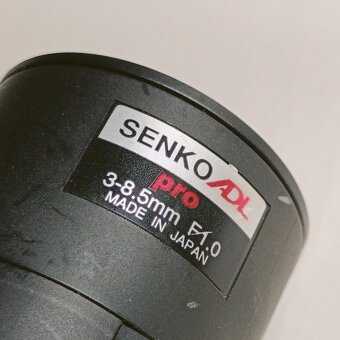 SENKO ADL
pro
3-8.5mm F1.0
MADE IN JAPAN